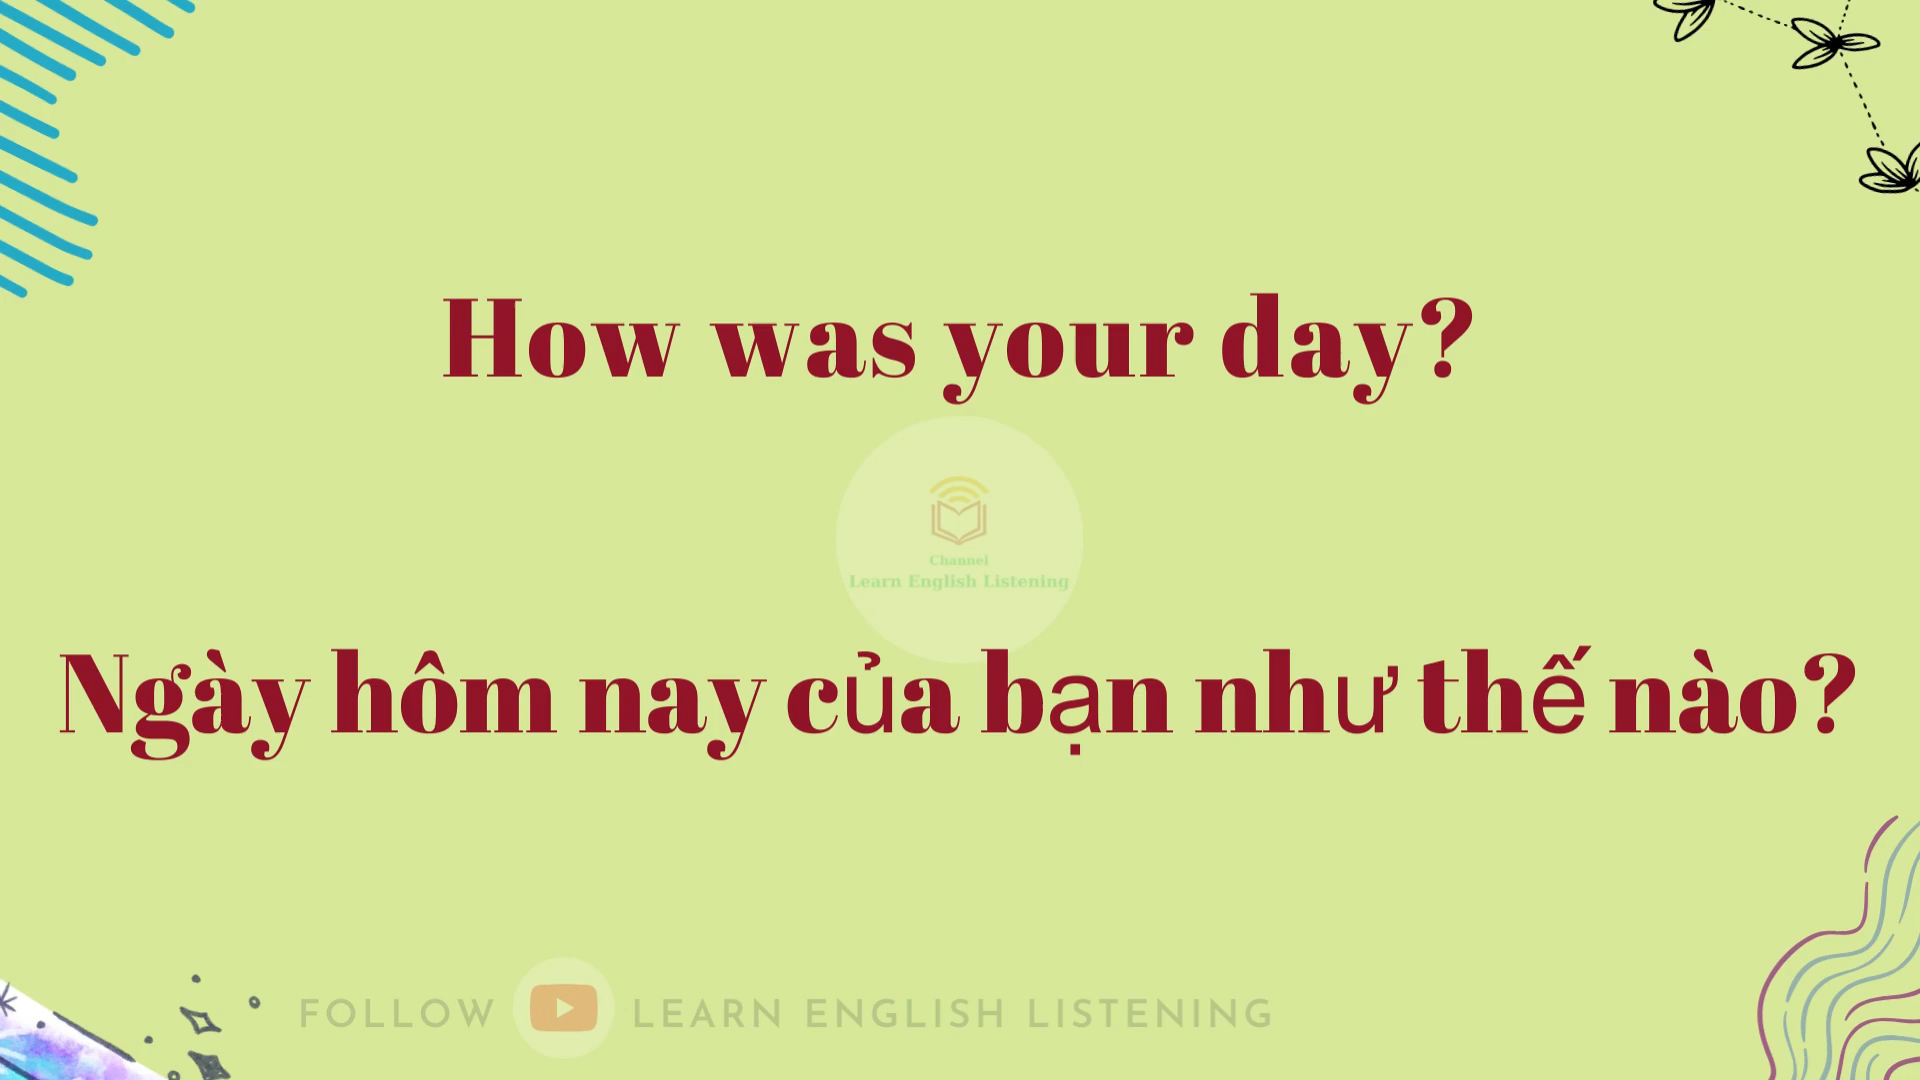 How was your day?
Channel
Learn English Listening
Ngày hôm nay của bạn như thế nào?
FOLLOW LEARN ENGLISH LISTENING